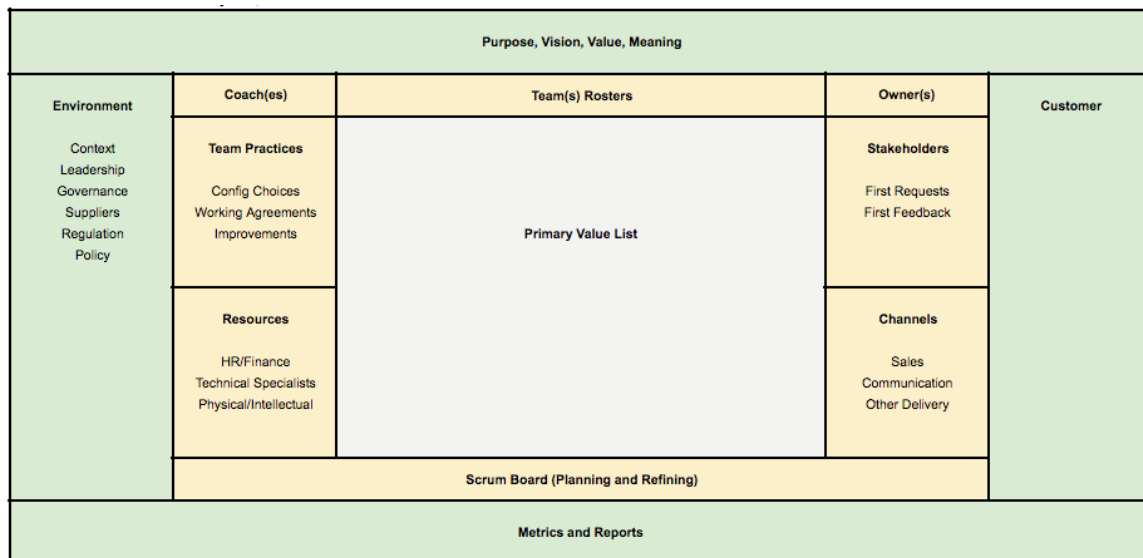 Purpose, Vision, Value, Meaning
Environment
Context
Leadership
Governance
Suppliers
Regulation
Policy
Coach(es)
Team Practices
Config Choices
Working Agreements
Improvements
Resources
HR/Finance
Technical Specialists
Physical/Intellectual
Team(s) Rosters
Primary Value List
Owner(s)
Stakeholders
First Requests
First Feedback
Channels
Sales
Communication
Other Delivery
Customer
Scrum Board (Planning and Refining)
Metrics and Reports